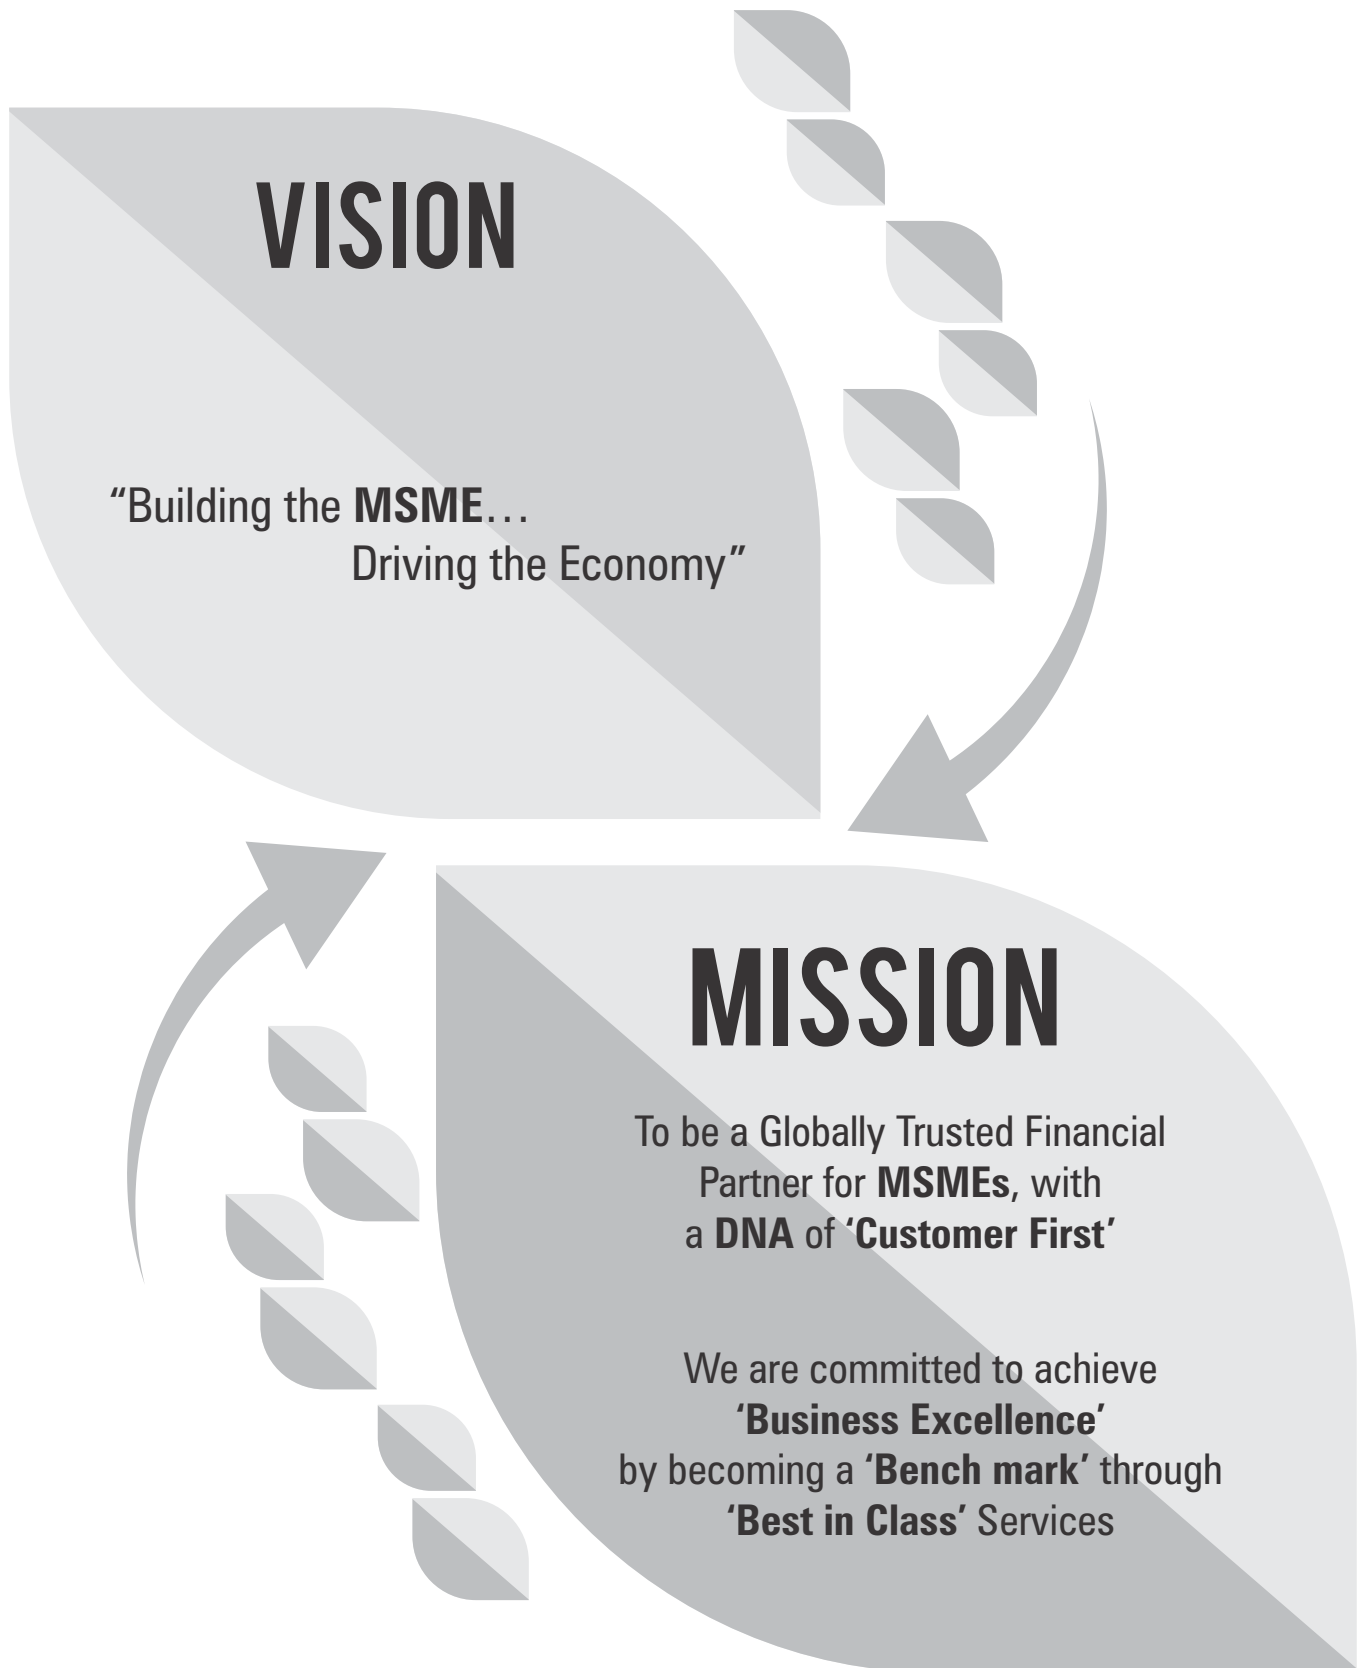 VISION
“Building the MSME…
Driving the Economy”
MISSION
To be a Globally Trusted Financial
Partner for MSMEs, with
a DNA of ‘Customer First’
We are committed to achieve
‘Business Excellence’
by becoming a ‘Bench mark’ through
‘Best in Class’ Services